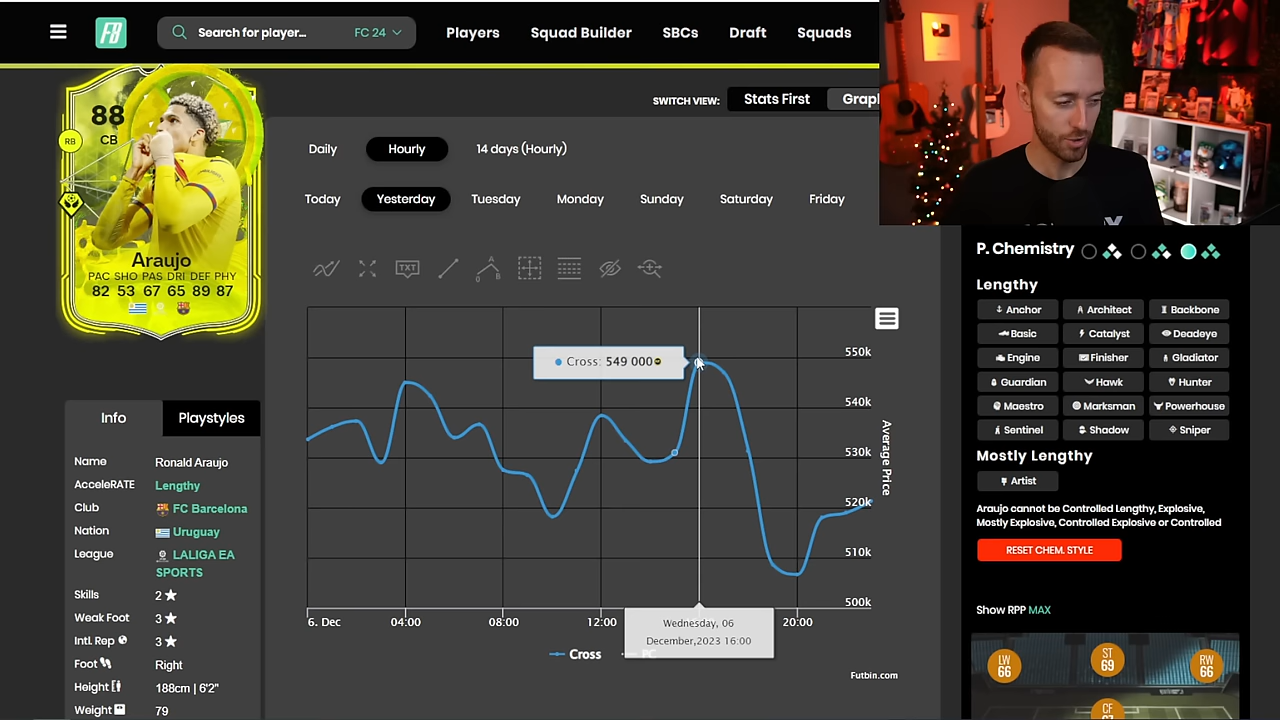 FB
Search for player...
FC 24
Players
Squad Builder
SBCs
Draft
Squads
88
CB
RB
Araujo
PAC SHO PAS DRI DEF PHY
82 53 67 65 89 87
SWITCH VIEW:
Stats First
Graph
Daily
Hourly
14 days (Hourly)
Today
Yesterday
Tuesday
Monday
Sunday
Saturday
Friday
TXT
Cross: 549 000
550k
540k
530k
520k
510k
500k
Average Price
6. Dec
04:00
08:00
12:00
20:00
Wednesday, 06
December,2023 16:00
Cross
PC
Futbin.com
Info
Playstyles
Name Ronald Araujo
AcceleRATE Lengthy
Club FC Barcelona
Nation Uruguay
League LALIGA EA
SPORTS
Skills 2
Weak Foot 3
Intl. Rep 3
Foot Right
Height 188cm | 6'2"
Weight 79
P. Chemistry
Lengthy
Anchor Architect Backbone
Basic Catalyst Deadeye
Engine Finisher Gladiator
Guardian Hawk Hunter
Maestro Marksman Powerhouse
Sentinel Shadow Sniper
Mostly Lengthy
Artist
Araujo cannot be Controlled Lengthy, Explosive,
Mostly Explosive, Controlled Explosive or Controlled
RESET CHEM. STYLE
Show RPP MAX
LW
66
ST
69
RW
66
CF